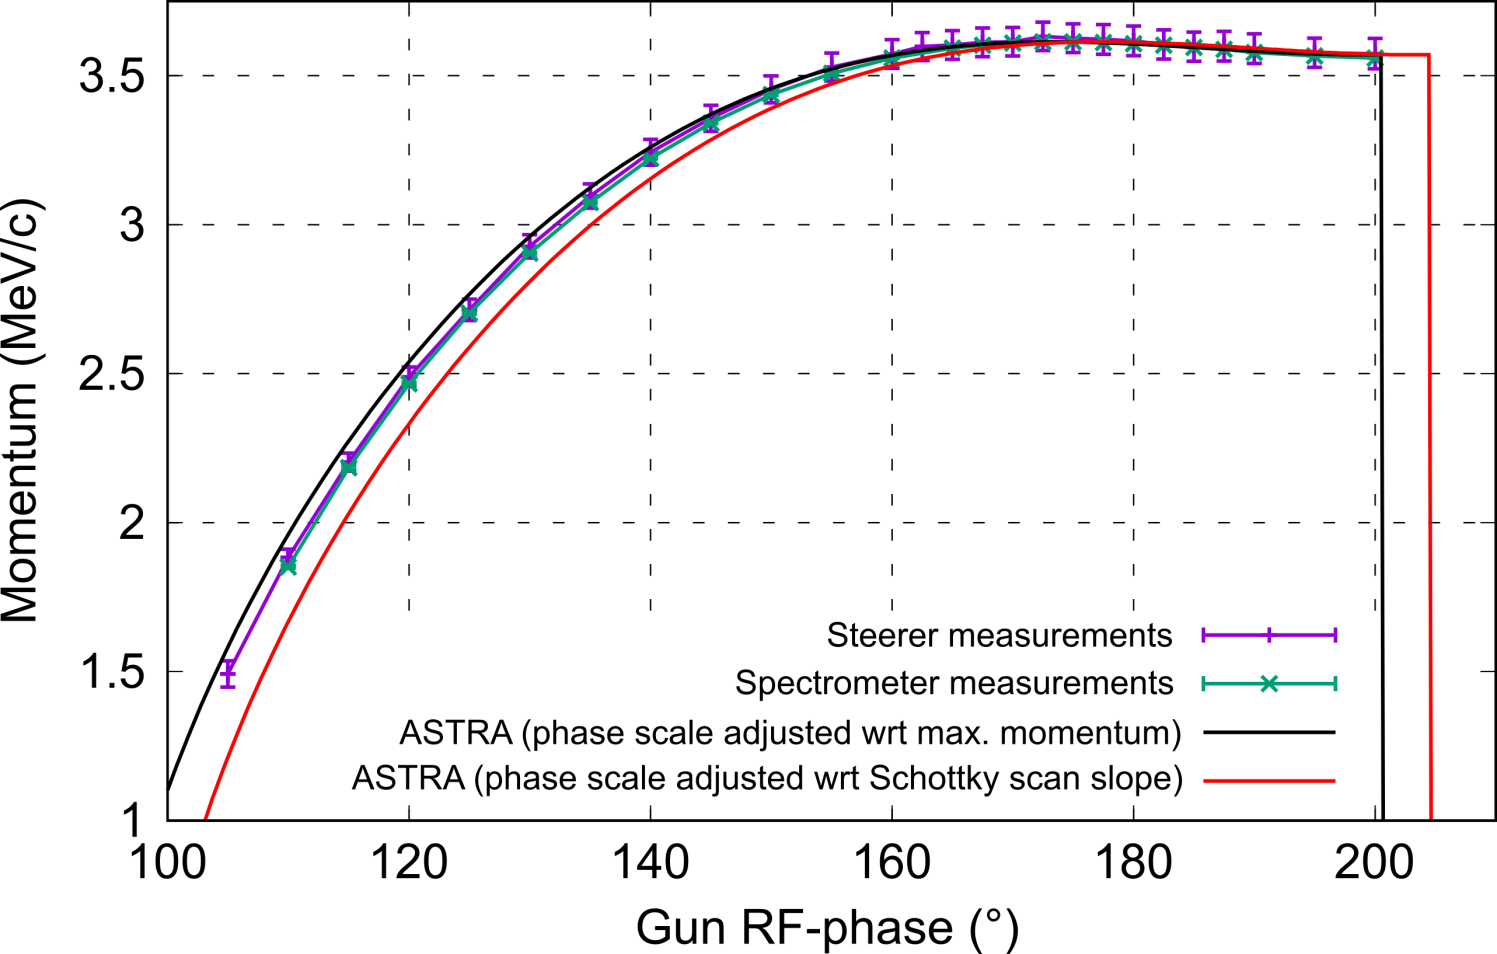 Momentum (MeV/c)
3.5
3
2.5
2
1.5
1
Steerer measurements
Spectrometer measurements
ASTRA (phase scale adjusted wrt max. momentum)
ASTRA (phase scale adjusted wrt Schottky scan slope)
100 120 140 160 180 200
Gun RF-phase (°)